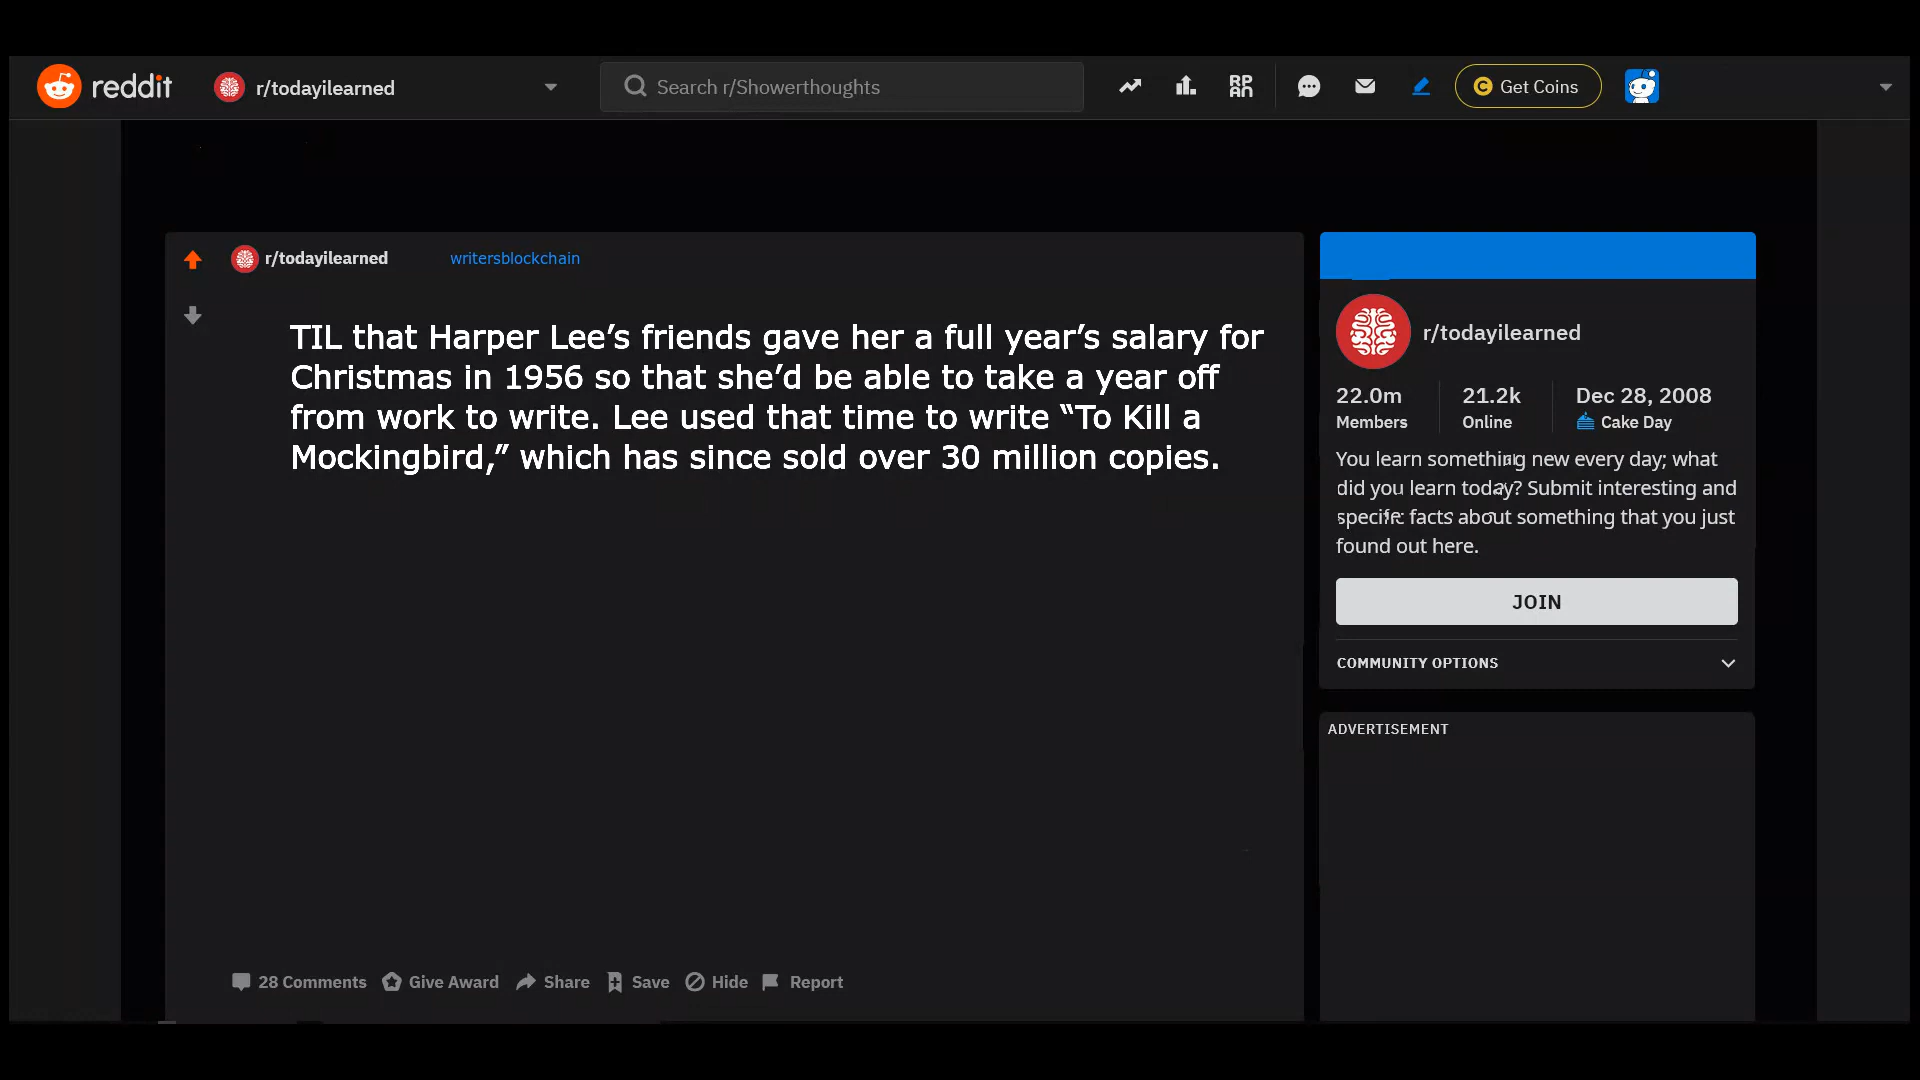 reddit
r/todayilearned
Search r/Showerthoughts
RPAN
Get Coins
r/todayilearned
writersblockchain
TIL that Harper Lee’s friends gave her a full year’s salary for
Christmas in 1956 so that she’d be able to take a year off
from work to write. Lee used that time to write “To Kill a
Mockingbird,” which has since sold over 30 million copies.
28 Comments
Give Award
Share
Save
Hide
Report
r/todayilearned
22.0m
21.2k
Dec 28, 2008
Members
Online
Cake Day
You learn something new every day; what
did you learn today? Submit interesting and
specific facts about something that you just
found out here.
JOIN
COMMUNITY OPTIONS
ADVERTISEMENT